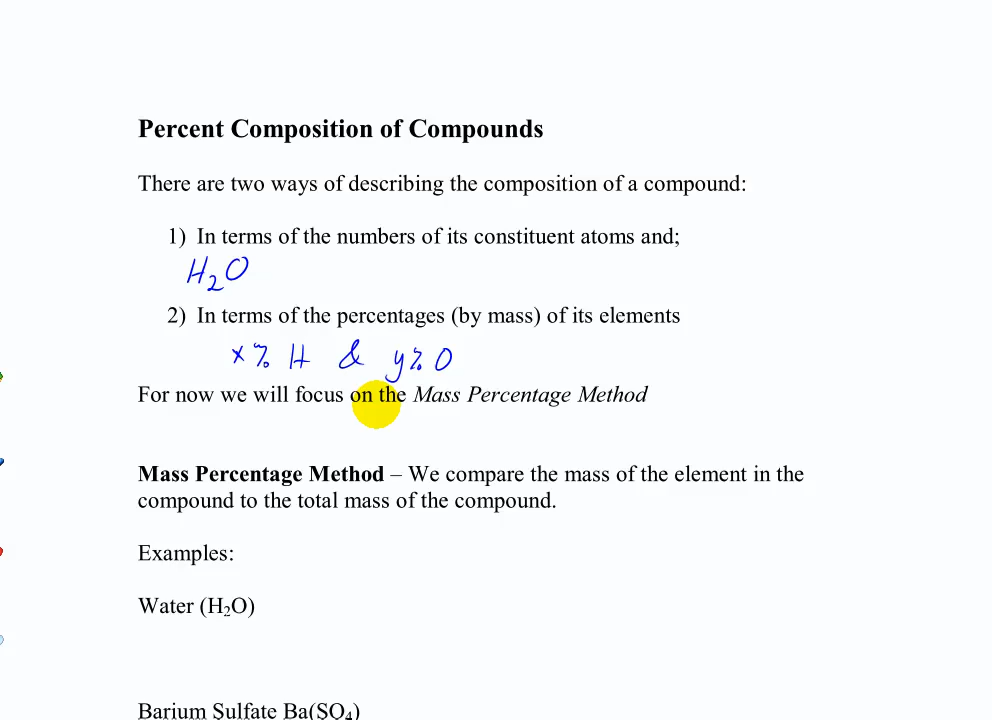 Percent Composition of Compounds
There are two ways of describing the composition of a compound:
1) In terms of the numbers of its constituent atoms and;
H₂O
2) In terms of the percentages (by mass) of its elements
x% H & y% O
For now we will focus on the Mass Percentage Method
Mass Percentage Method – We compare the mass of the element in the
compound to the total mass of the compound.
Examples:
Water (H₂O)
Barium Sulfate Ba(SO₄)